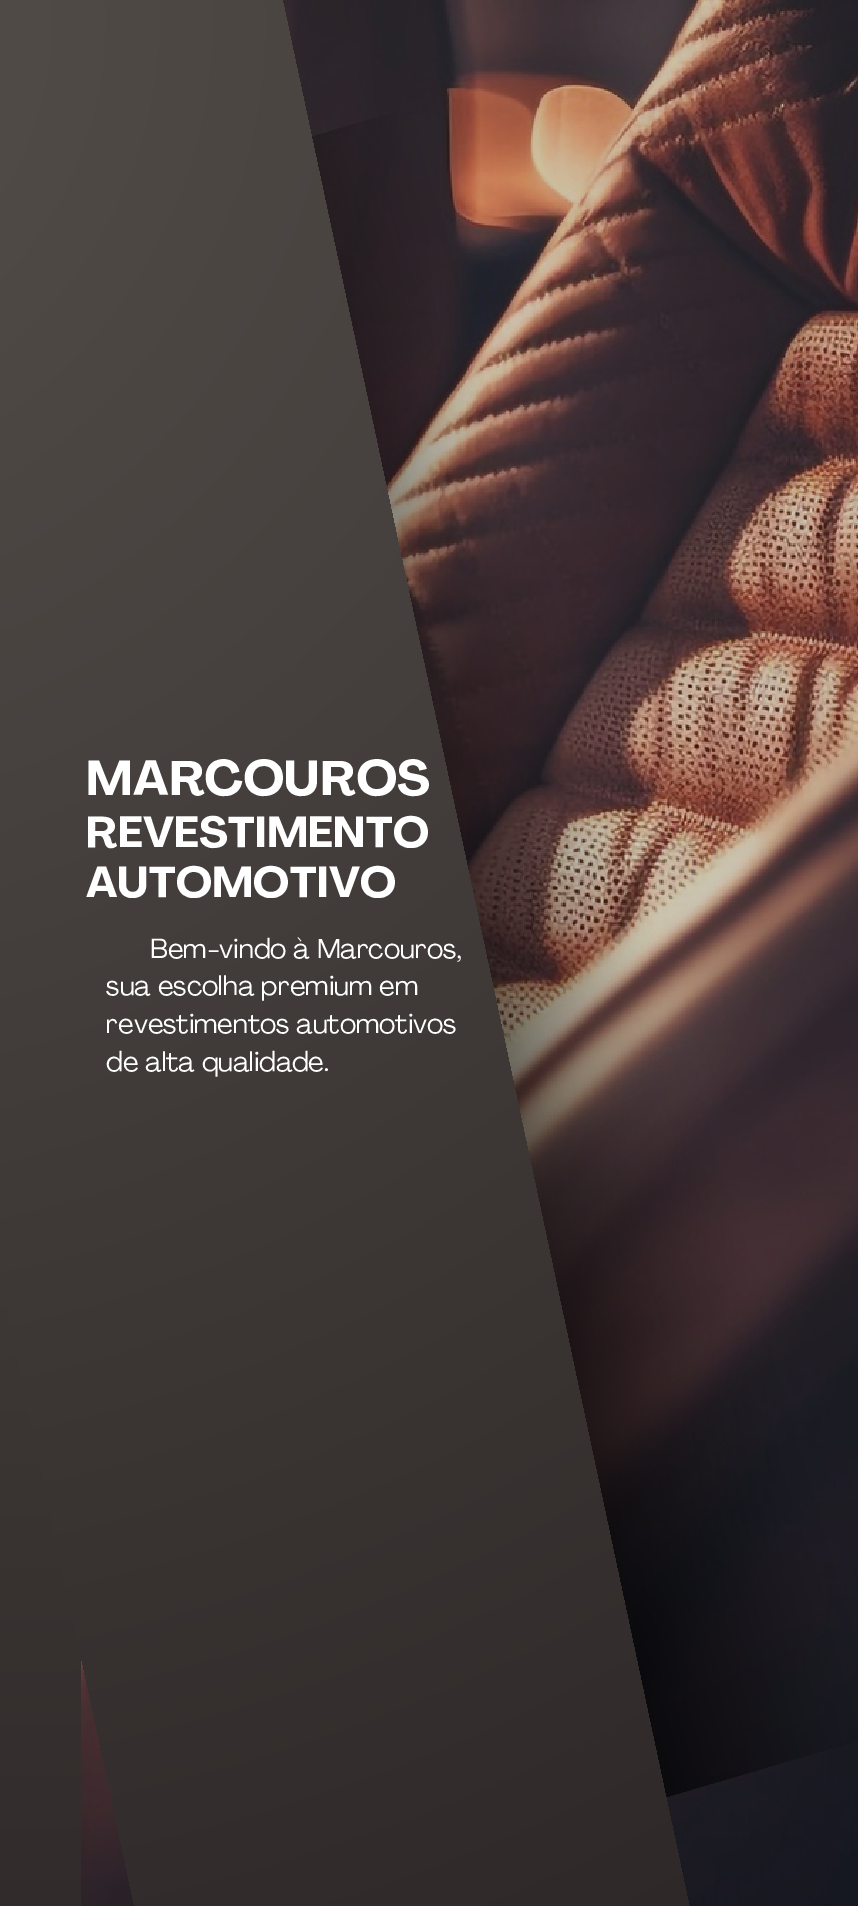 MARCOUROS
REVESTIMENTO
AUTOMOTIVO
Bem-vindo à Marcouros,
sua escolha premium em
revestimentos automotivos
de alta qualidade.